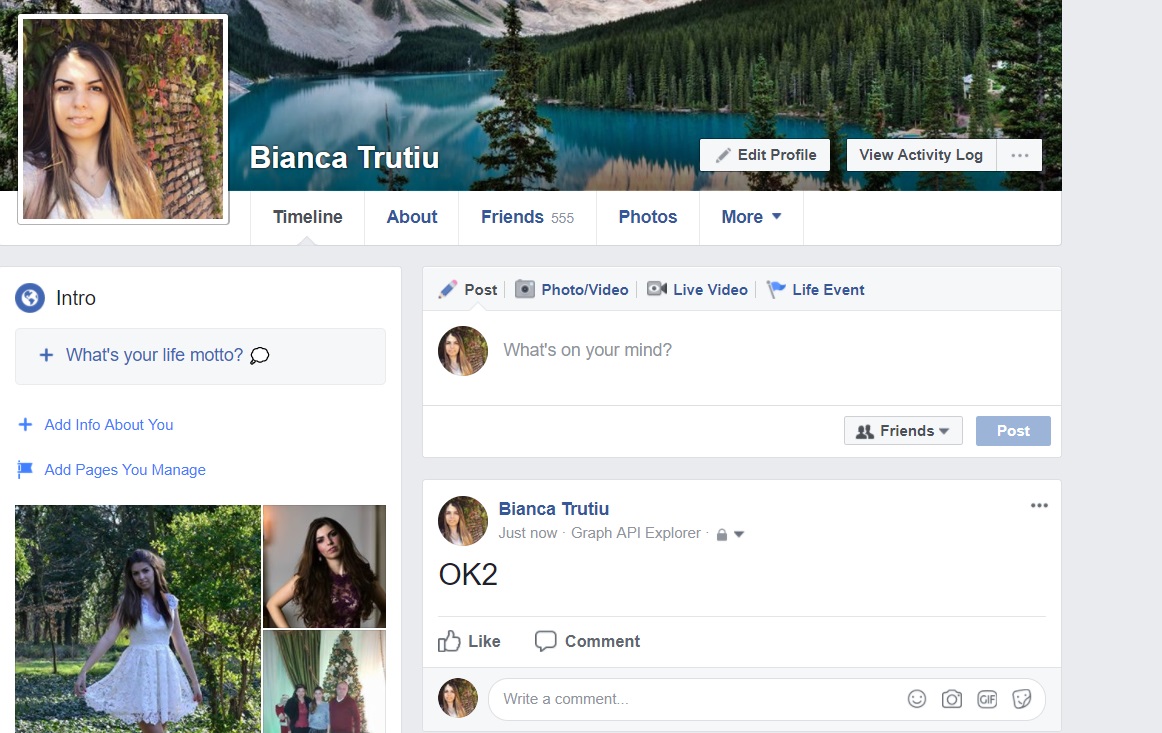 Bianca Trutiu
Edit Profile
View Activity Log
Timeline
About
Friends 555
Photos
More
Intro
What's your life motto?
Add Info About You
Add Pages You Manage
Post
Photo/Video
Live Video
Life Event
What's on your mind?
Friends
Post
Bianca Trutiu
Just now · Graph API Explorer ·
OK2
Like
Comment
Write a comment...
GIF